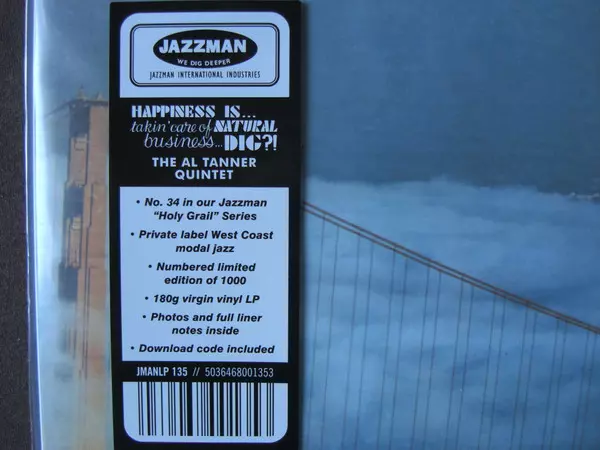 JAZZMAN
WE DIG DEEPER
JAZZMAN INTERNATIONAL INDUSTRIES
HAPPINESS IS...
takin' care of NATURAL
business... DIG?!
THE AL TANNER
QUINTET
• No. 34 in our Jazzman
"Holy Grail" Series
• Private label West Coast
modal jazz
• Numbered limited
edition of 1000
• 180g virgin vinyl LP
• Photos and full liner
notes inside
• Download code included
JMANLP 135 // 5036468001353